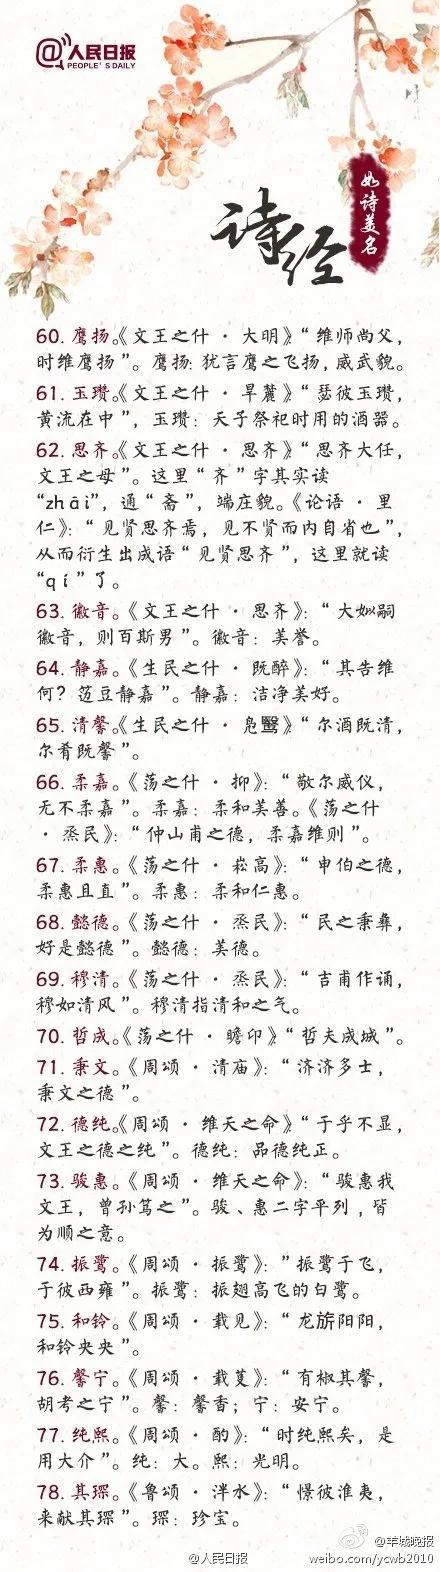 @人民日报
PEOPLE'S DAILY
诗经
如诗美名
60. 鹰扬。《文王之什 · 大明》“维师尚父，
时维鹰扬”。鹰扬：犹言鹰之飞扬，威武貌。
61. 玉瓒。《文王之什 · 旱麓》“瑟彼玉瓒，
黄流在中”，玉瓒：天子祭祀时用的酒器。
62. 思齐。《文王之什 · 思齐》“思齐大任，
文王之母”。这里“齐”字其实读
“zhāi”，通“斋”，端庄貌。《论语 · 里
仁》：“见贤思齐焉，见不贤而内自省也”，
从而衍生出成语“见贤思齐”，这里就读
“qí”了。
63. 徽音。《文王之什 · 思齐》：“大姒嗣
徽音，则百斯男”。徽音：美誉。
64. 静嘉。《生民之什 · 既醉》：“其告维
何？笾豆静嘉”。静嘉：洁净美好。
65. 清馨。《生民之什 · 凫鹥》“尔酒既清，
尔肴既馨”。
66. 柔嘉。《荡之什 · 抑》：“敬尔威仪，
无不柔嘉”。柔嘉：柔和美善。《荡之什
· 烝民》：“仲山甫之德，柔嘉维则”。
67. 柔惠。《荡之什 · 崧高》：“申伯之德，
柔惠且直”。柔惠：柔和仁惠。
68. 懿德。《荡之什 · 烝民》：“民之秉彝，
好是懿德”。懿德：美德。
69. 穆清。《荡之什 · 烝民》：“吉甫作诵，
穆如清风”。穆清指清和之气。
70. 哲成。《荡之什 · 瞻卬》“哲夫成城”。
71. 秉文。《周颂 · 清庙》：“济济多士，
秉文之德”。
72. 德纯。《周颂 · 维天之命》“于乎不显，
文王之德之纯”。德纯：品德纯正。
73. 骏惠。《周颂 · 维天之命》：“骏惠我
文王，曾孙笃之”。骏、惠二字平列，皆
为顺之意。
74. 振鹭。《周颂 · 振鹭》：”振鹭于飞，
于彼西雍”。振鹭：振翅高飞的白鹭。
75. 和铃。《周颂 · 载见》：“龙旂阳阳，
和铃央央”。
76. 馨宁。《周颂 · 载芟》：“有椒其馨，
胡考之宁”。馨：馨香；宁：安宁。
77. 纯熙。《周颂 · 酌》：“时纯熙矣，是
用大介”。纯：大。熙：光明。
78. 其琛。《鲁颂 · 泮水》：“憬彼淮夷，
来献其琛”。琛：珍宝。
@人民日报
@羊城晚报
weibo.com/ycwb2010